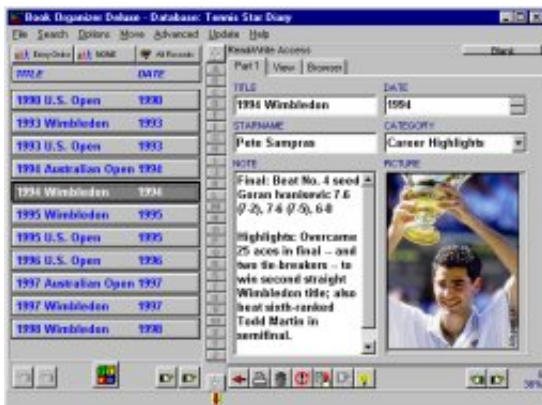 Book Organizer Deluxe - Database: Tennis Star Diary
File Search Options Move Advanced Update Help
Entry Order NONE All Records
TITLE DATE
1990 U.S. Open 1990
1993 Wimbledon 1993
1993 U.S. Open 1993
1994 Australian Open 1994
1994 Wimbledon 1994
1995 Wimbledon 1995
1995 U.S. Open 1995
1996 U.S. Open 1996
1997 Australian Open 1997
1997 Wimbledon 1997
1998 Wimbledon 1998
Read/Write Access
Blank
Part 1 View Browser
TITLE DATE
1994 Wimbledon 1994
STARNAME CATEGORY
Pete Sampras Career Highlights
NOTE PICTURE
Final: Beat No. 4 seed
Goran Ivanisevic 7-6
(7-2), 7-6 (7-5), 6-0
Highlights: Overcame
25 aces in final -- and
two tie-breakers -- to
win second straight
Wimbledon title; also
beat sixth-ranked
Todd Martin in
semifinal.